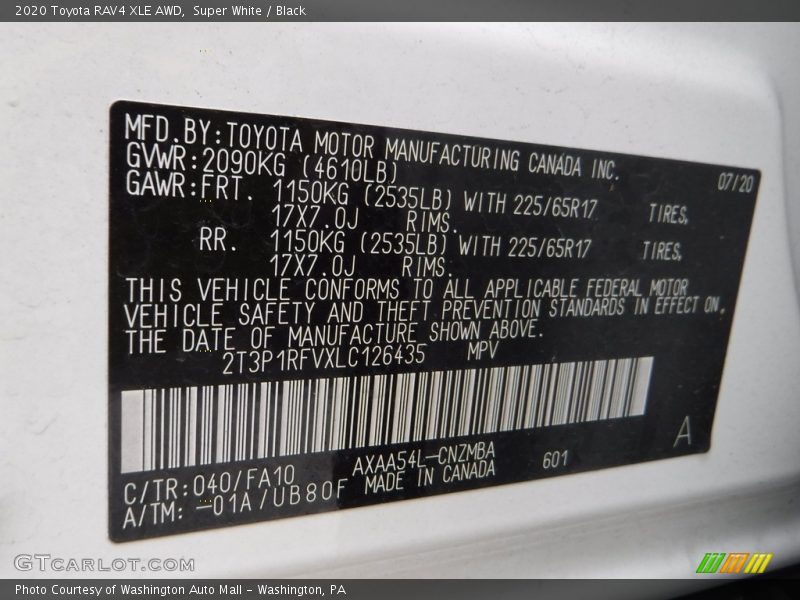 2020 Toyota RAV4 XLE AWD,  Super White / Black
MFD.BY:TOYOTA MOTOR MANUFACTURING CANADA INC.
GVWR:2090KG (4610LB) 07/20
GAWR:FRT. 1150KG (2535LB) WITH 225/65R17 TIRES,
17X7.0J RIMS.
RR. 1150KG (2535LB) WITH 225/65R17 TIRES,
17X7.0J RIMS.
THIS VEHICLE CONFORMS TO ALL APPLICABLE FEDERAL MOTOR
VEHICLE SAFETY AND THEFT PREVENTION STANDARDS IN EFFECT ON
THE DATE OF MANUFACTURE SHOWN ABOVE.
2T3P1RFVXLC126435 MPV
A
C/TR:040/FA10 AXAA54L-CNZMBA 601
A/TM: -01A/UB80F MADE IN CANADA
GTCARLOT.COM
Photo Courtesy of Washington Auto Mall - Washington, PA